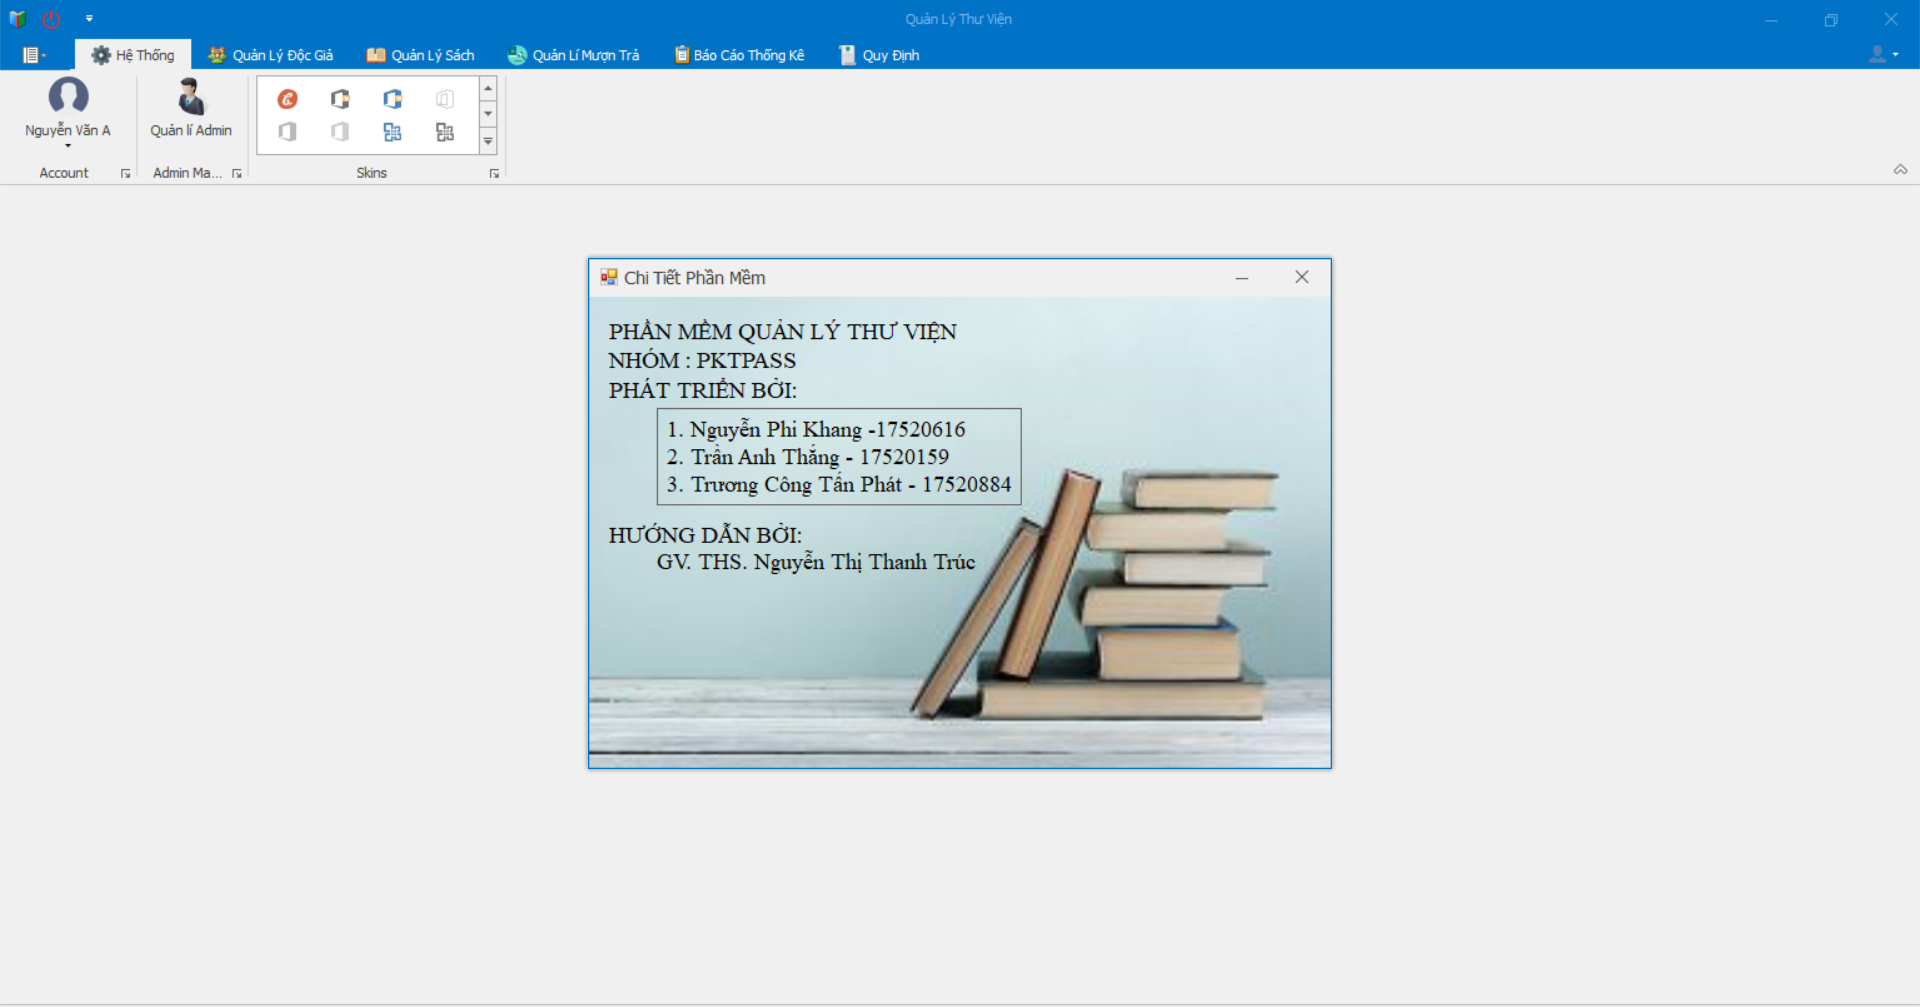 Quản Lý Thư Viện
Hệ Thống
Quản Lý Độc Giả
Quản Lý Sách
Quản Lí Mượn Trả
Báo Cáo Thống Kê
Quy Định
Nguyễn Văn A
Quản lí Admin
Account
Admin Ma...
Skins
Chi Tiết Phần Mềm
PHẦN MỀM QUẢN LÝ THƯ VIỆN
NHÓM : PKTPASS
PHÁT TRIỂN BỞI:
1. Nguyễn Phi Khang -17520616
2. Trần Anh Thắng - 17520159
3. Trương Công Tấn Phát - 17520884
HƯỚNG DẪN BỞI:
GV. THS. Nguyễn Thị Thanh Trúc